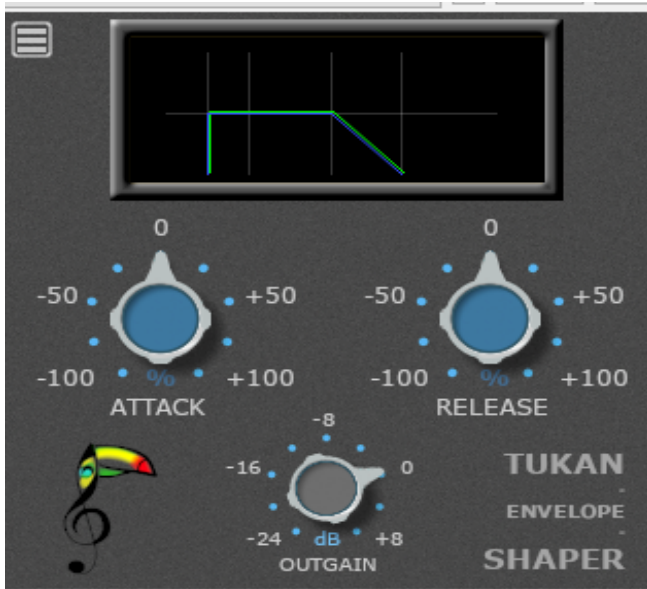 0 0
-50 +50 -50 +50
-100 % +100 -100 % +100
ATTACK RELEASE
-8
-16 0
-24 dB +8
OUTGAIN
TUKAN
-
ENVELOPE
-
SHAPER